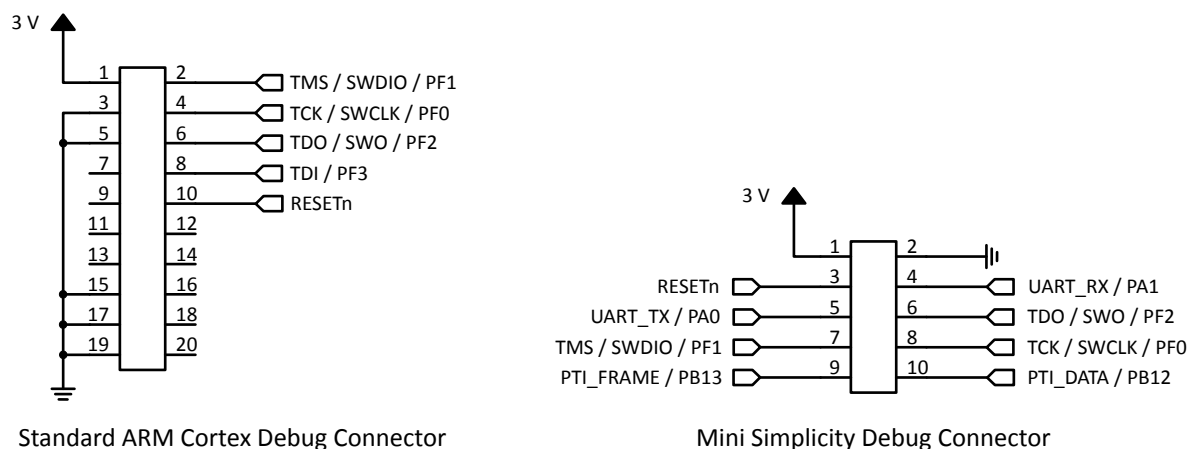 3 V
1 2 TMS / SWDIO / PF1
3 4 TCK / SWCLK / PF0
5 6 TDO / SWO / PF2
7 8 TDI / PF3
9 10 RESETn
11 12
13 14
15 16
17 18
19 20
Standard ARM Cortex Debug Connector
3 V
1 2
RESETn 3 4 UART_RX / PA1
UART_TX / PA0 5 6 TDO / SWO / PF2
TMS / SWDIO / PF1 7 8 TCK / SWCLK / PF0
PTI_FRAME / PB13 9 10 PTI_DATA / PB12
Mini Simplicity Debug Connector